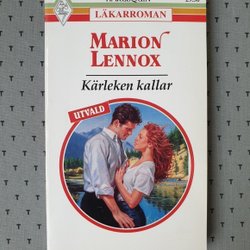 LÄKARROMAN
MARION
LENNOX
Kärleken kallar
UTVALD